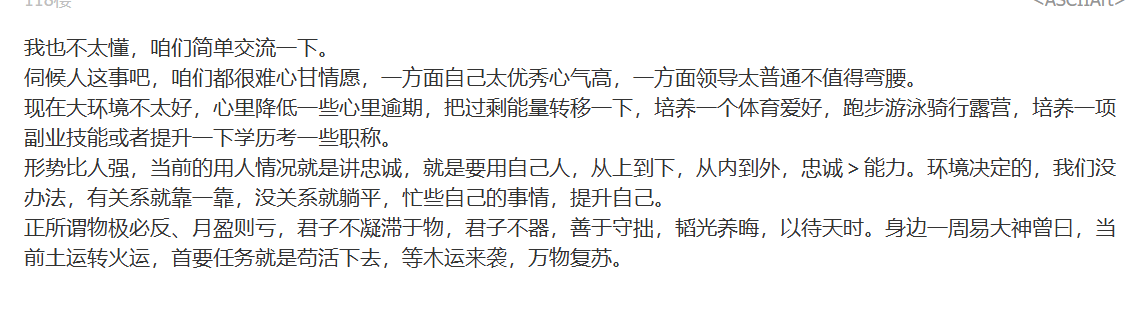 118楼
<ASCIIArt>
我也不太懂，咱们简单交流一下。
伺候人这事吧，咱们都很难心甘情愿，一方面自己太优秀心气高，一方面领导太普通不值得弯腰。
现在大环境不太好，心里降低一些心里逾期，把过剩能量转移一下，培养一个体育爱好，跑步游泳骑行露营，培养一项
副业技能或者提升一下学历考一些职称。
形势比人强，当前的用人情况就是讲忠诚，就是要用自己人，从上到下，从内到外，忠诚＞能力。环境决定的，我们没
办法，有关系就靠一靠，没关系就躺平，忙些自己的事情，提升自己。
正所谓物极必反、月盈则亏，君子不凝滞于物，君子不器，善于守拙，韬光养晦，以待天时。身边一周易大神曾曰，当
前土运转火运，首要任务就是苟活下去，等木运来袭，万物复苏。